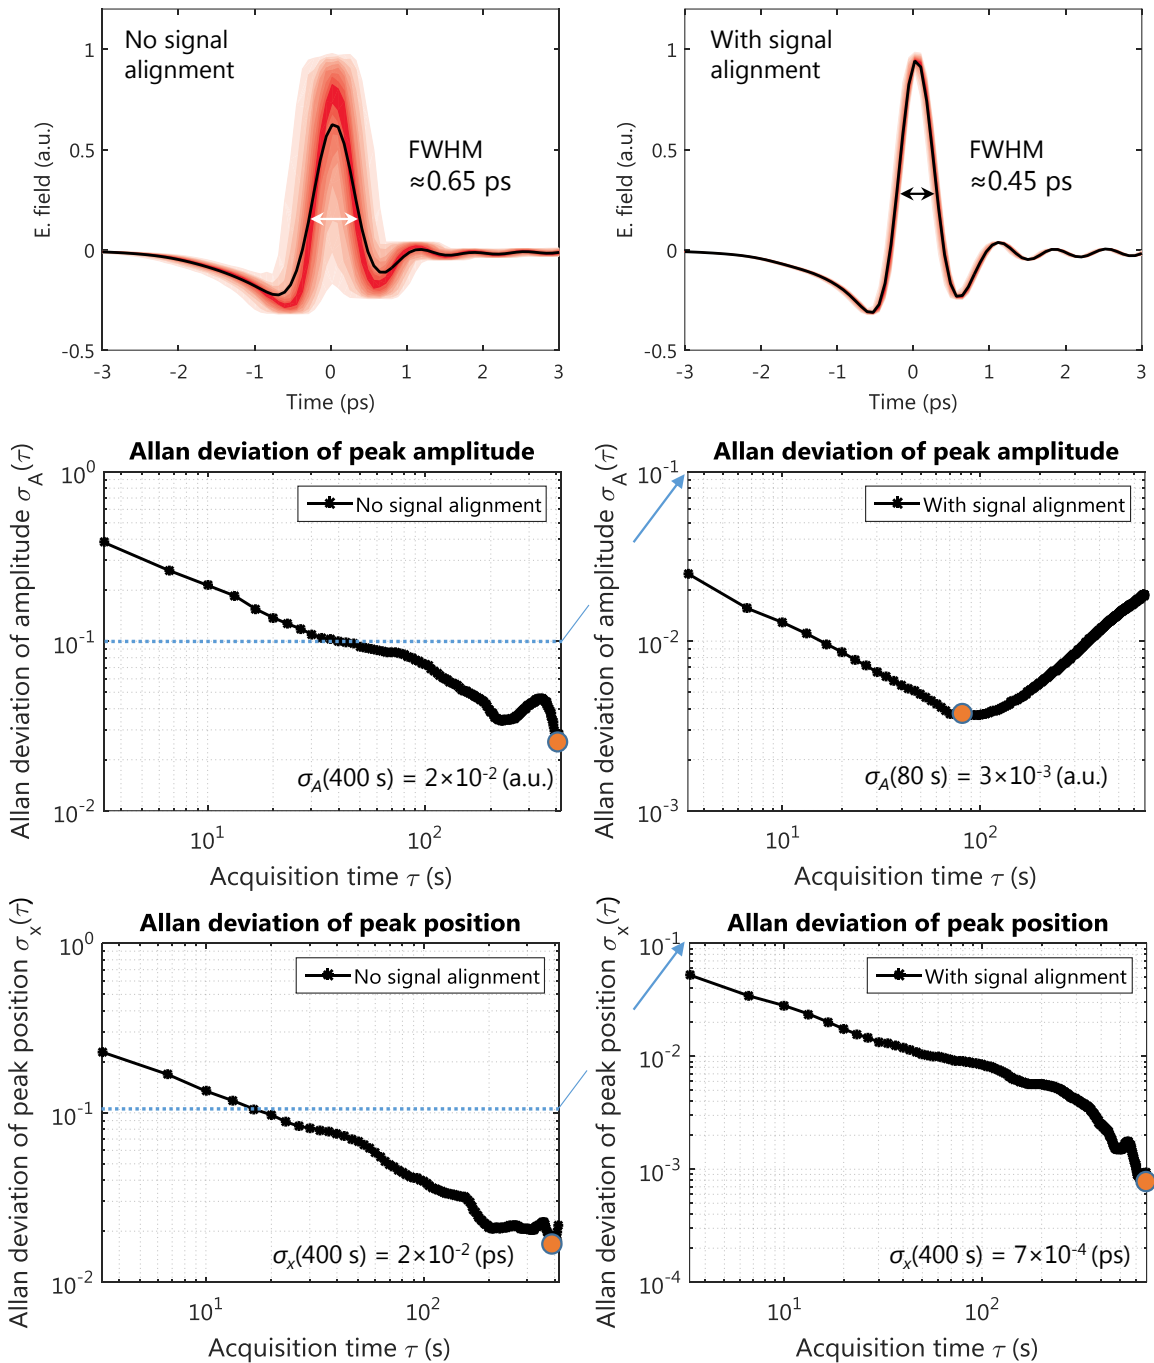 No signal
alignment
FWHM
≈0.65 ps
E. field (a.u.)
1
0.5
0
-0.5
-3 -2 -1 0 1 2 3
Time (ps)
With signal
alignment
FWHM
≈0.45 ps
E. field (a.u.)
1
0.5
0
-0.5
-3 -2 -1 0 1 2 3
Time (ps)
Allan deviation of peak amplitude
Allan deviation of amplitude σ_A(τ)
10^0
10^-1
10^-2
No signal alignment
σ_A(400 s) = 2×10^-2 (a.u.)
10^1 10^2
Acquisition time τ (s)
Allan deviation of peak amplitude
Allan deviation of amplitude σ_A(τ)
10^-1
10^-2
10^-3
With signal alignment
σ_A(80 s) = 3×10^-3 (a.u.)
10^1 10^2
Acquisition time τ (s)
Allan deviation of peak position
Allan deviation of peak position σ_x(τ)
10^0
10^-1
10^-2
No signal alignment
σ_x(400 s) = 2×10^-2 (ps)
10^1 10^2
Acquisition time τ (s)
Allan deviation of peak position
Allan deviation of peak position σ_x(τ)
10^-1
10^-2
10^-3
10^-4
With signal alignment
σ_x(400 s) = 7×10^-4 (ps)
10^1 10^2
Acquisition time τ (s)